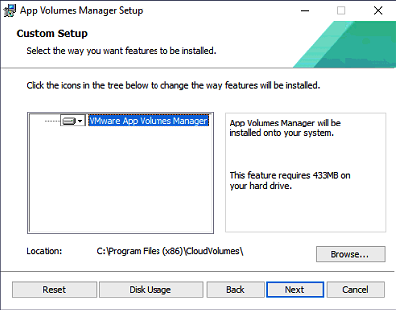 App Volumes Manager Setup
Custom Setup
Select the way you want features to be installed.
Click the icons in the tree below to change the way features will be installed.
VMware App Volumes Manager
App Volumes Manager will be
installed onto your system.
This feature requires 433MB on
your hard drive.
Location: C:\Program Files (x86)\CloudVolumes\
Browse...
Reset Disk Usage Back Next Cancel